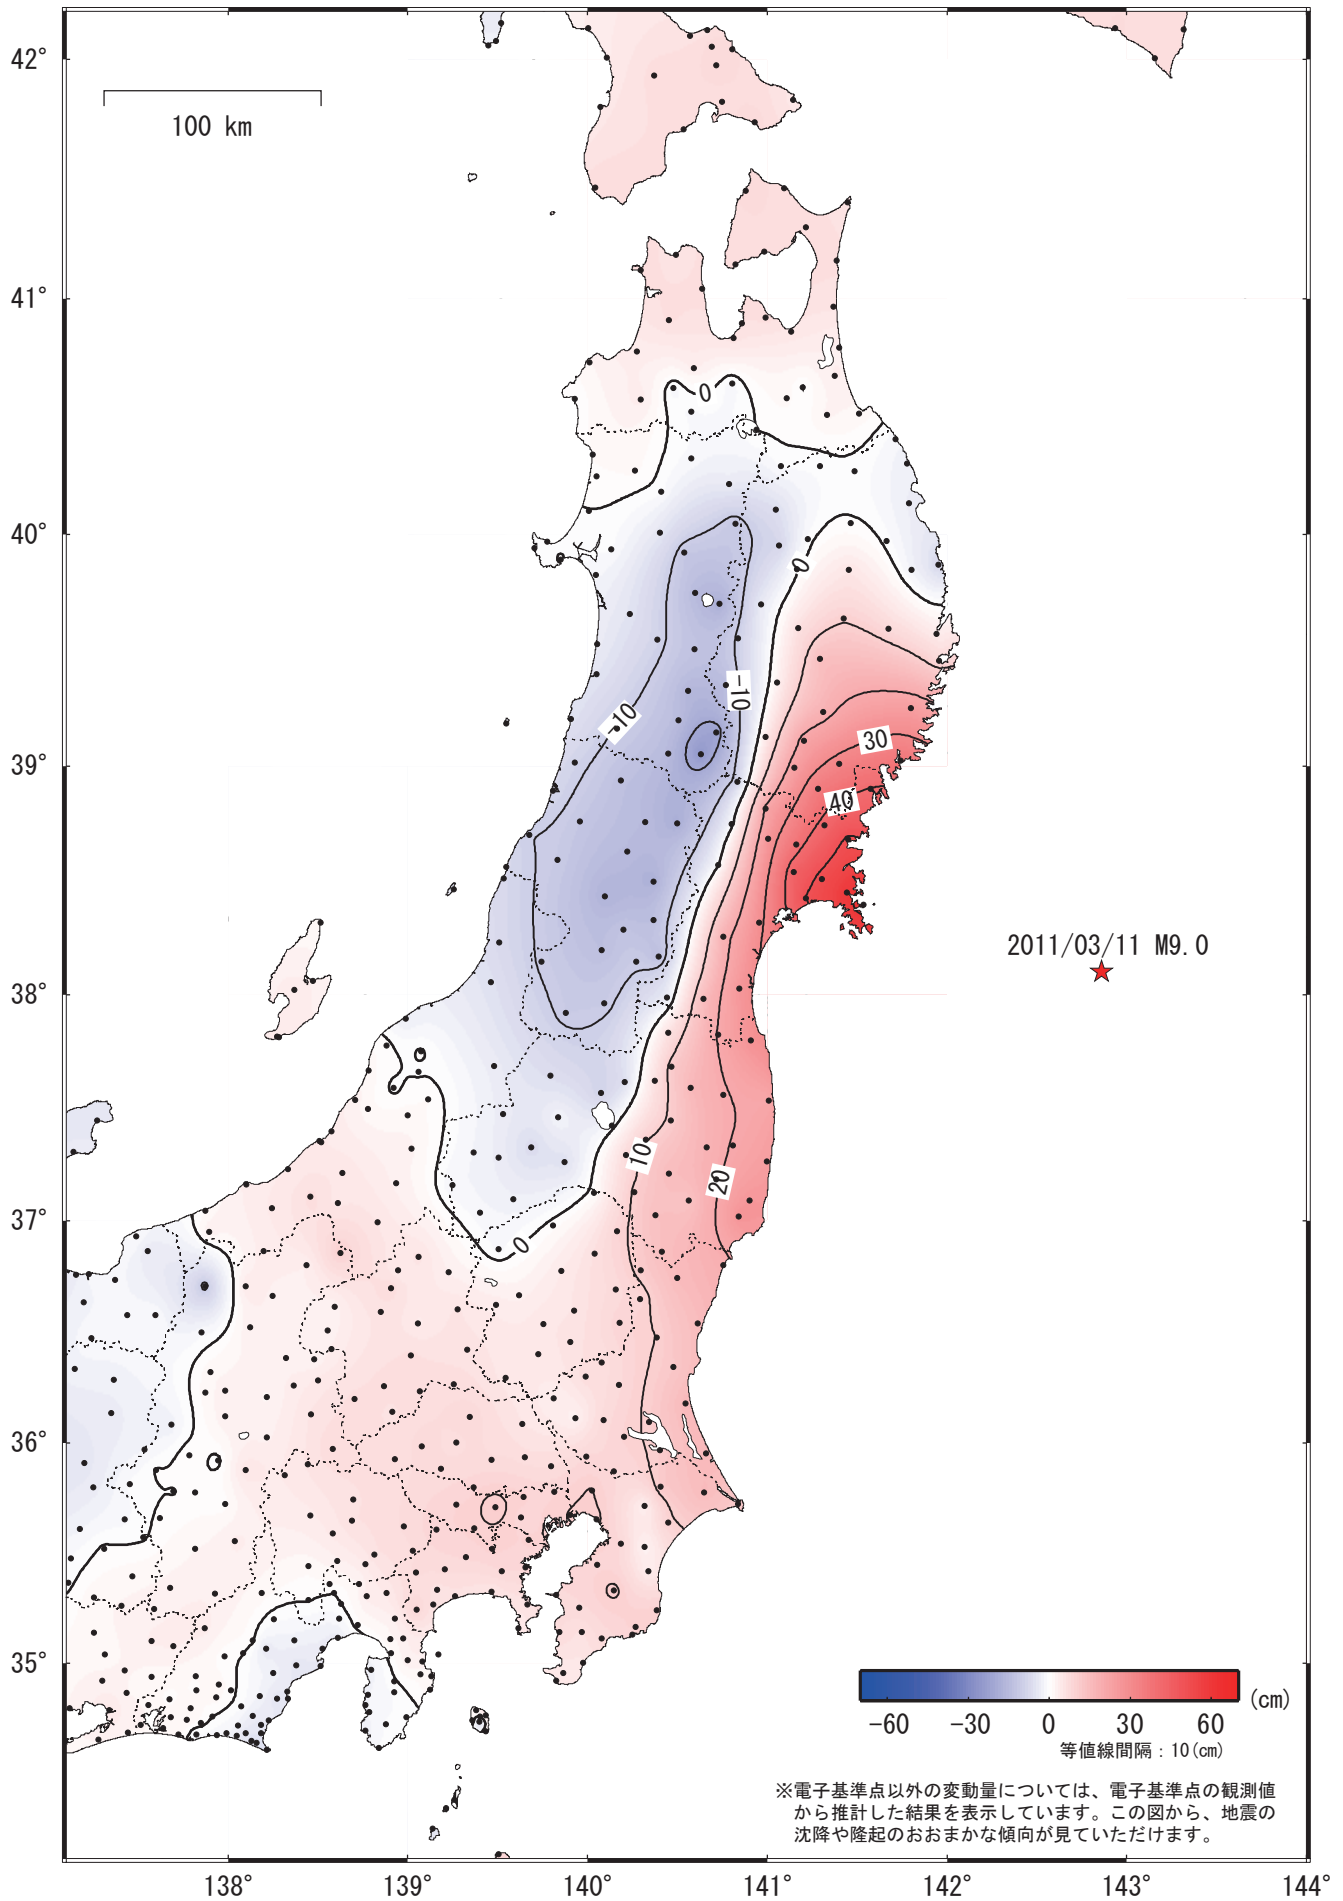 42°
100 km
41°
0
40°
0
-10
-10
39°
30
40
2011/03/11 M9.0
38°
10
20
37°
0
36°
35°
(cm)
-60 -30 0 30 60
等値線間隔：10(cm)
※電子基準点以外の変動量については、電子基準点の観測値
から推計した結果を表示しています。この図から、地震の
沈降や隆起のおおまかな傾向が見ていただけます。
138° 139° 140° 141° 142° 143° 144°